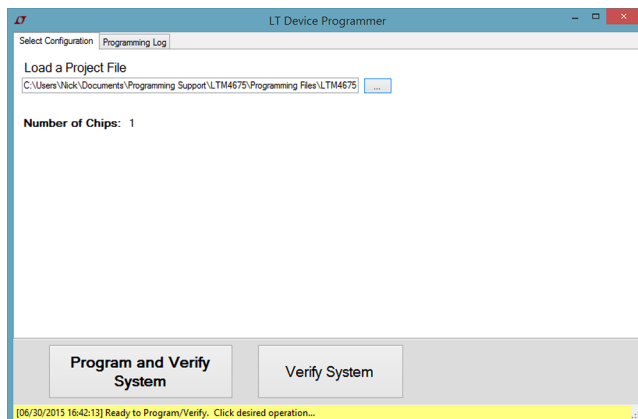 LT Device Programmer
Select Configuration Programming Log
Load a Project File
C:\Users\Nick\Documents\Programming Support\LTM4675\Programming Files\LTM4675 ...
Number of Chips: 1
Program and Verify
System
Verify System
[06/30/2015 16:42:13] Ready to Program/Verify. Click desired operation...